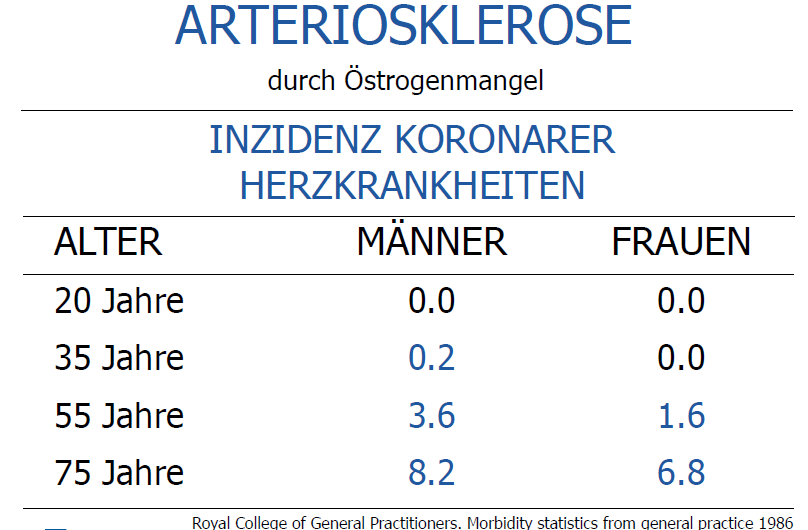 ARTERIOSKLEROSE
durch Östrogenmangel
INZIDENZ KORONARER
HERZKRANKHEITEN
ALTER MÄNNER FRAUEN
20 Jahre 0.0 0.0
35 Jahre 0.2 0.0
55 Jahre 3.6 1.6
75 Jahre 8.2 6.8
Royal College of General Practitioners. Morbidity statistics from general practice 1986